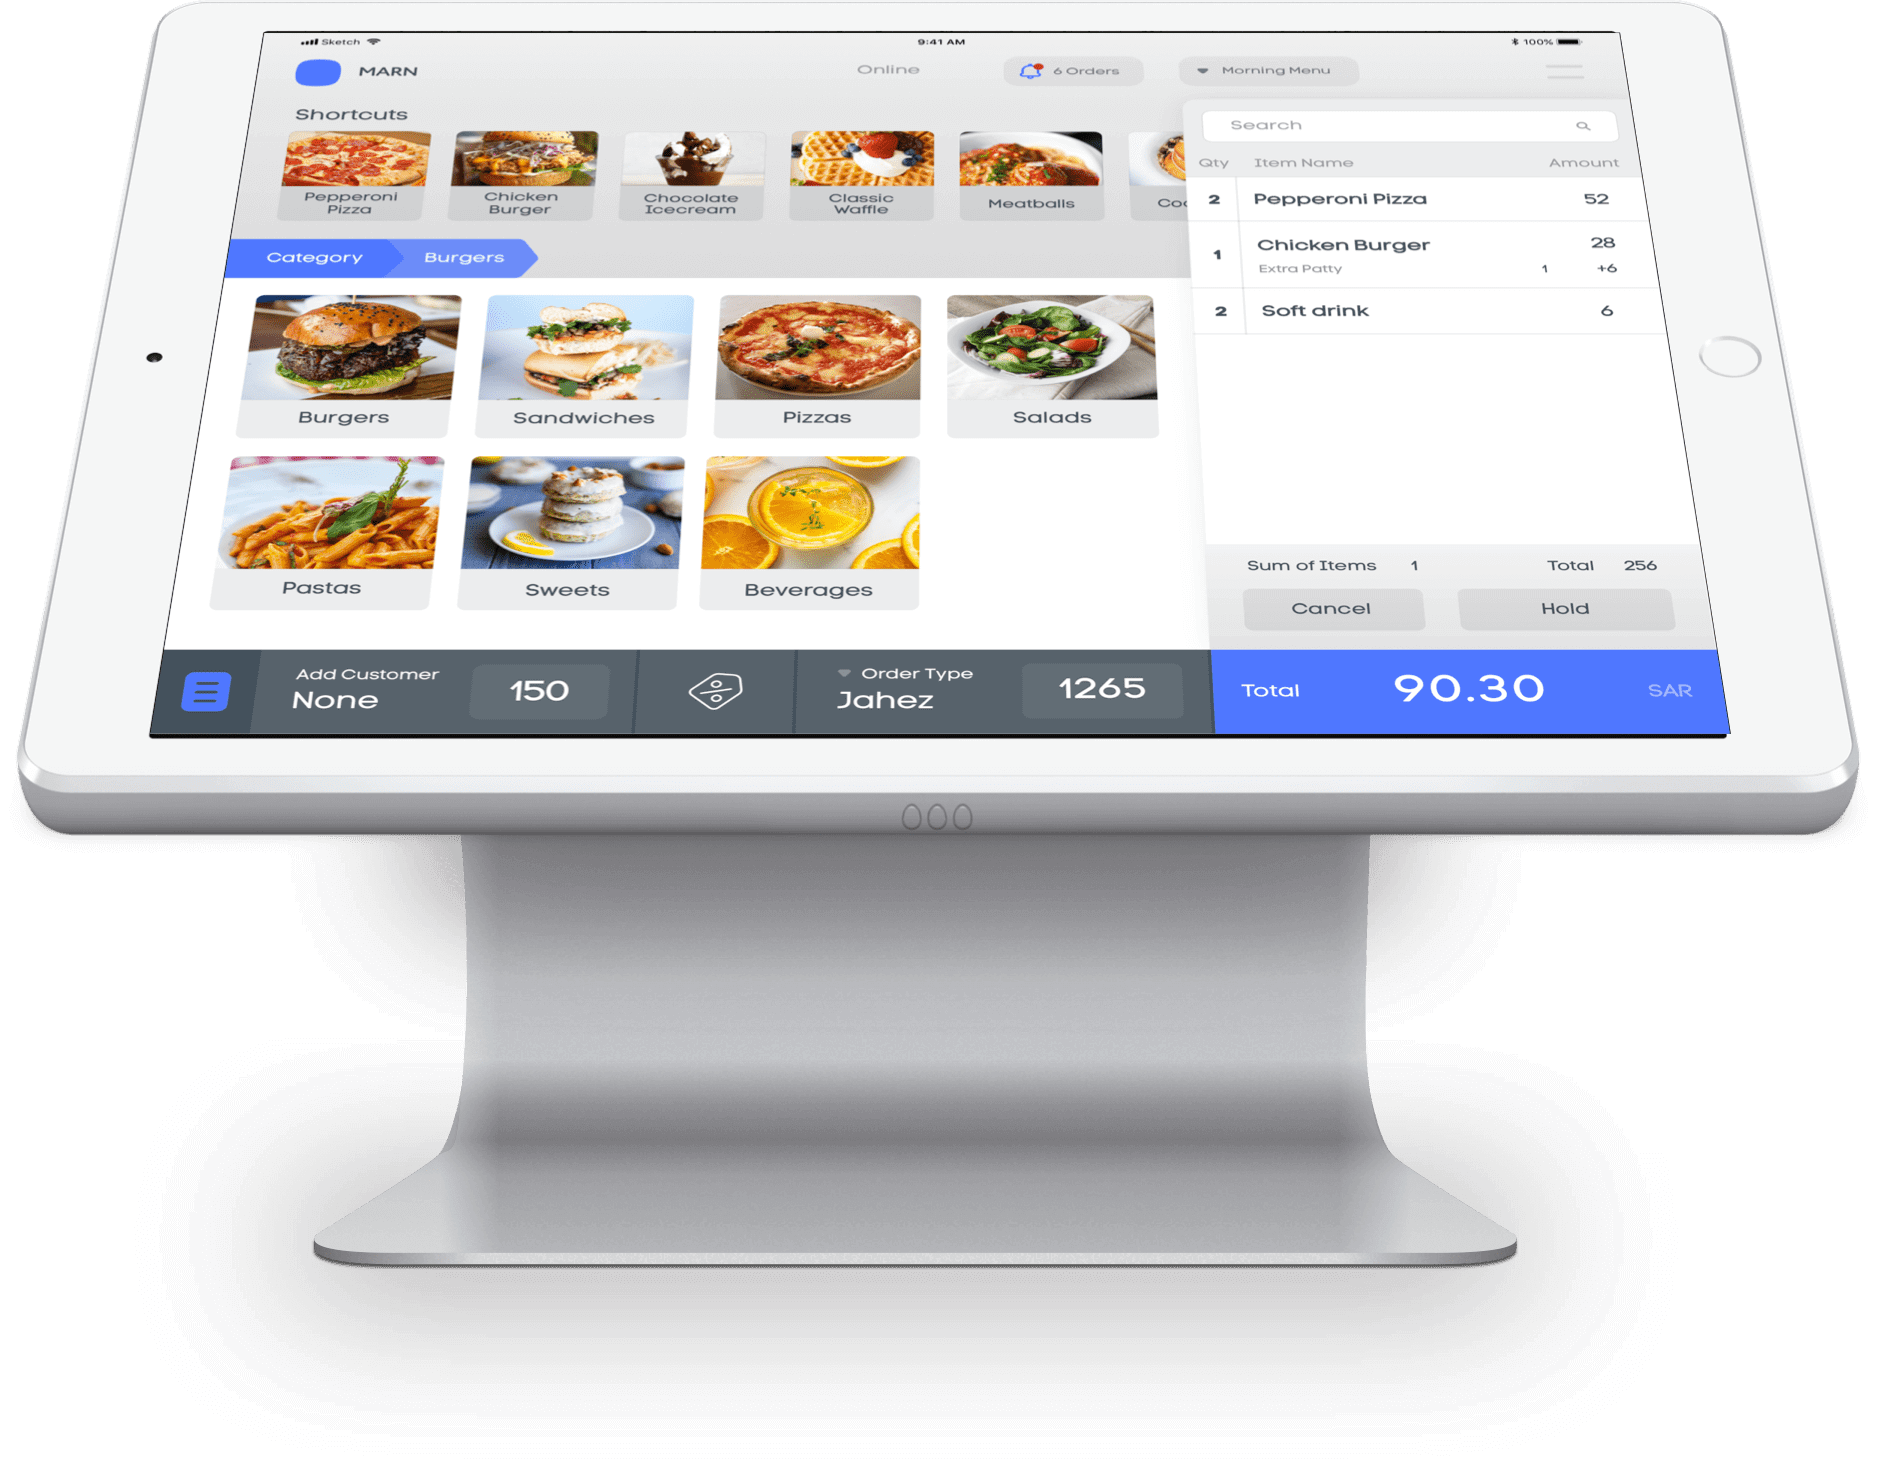 Sketch
9:41 AM
100%
MARN
Online
6 Orders
Morning Menu
Shortcuts
Pepperoni
Pizza
Chicken
Burger
Chocolate
Icecream
Classic
Waffle
Meatballs
Category
Burgers
Burgers
Sandwiches
Pizzas
Salads
Pastas
Sweets
Beverages
Search
Qty Item Name Amount
2 Pepperoni Pizza 52
1 Chicken Burger 28
Extra Patty 1 +6
2 Soft drink 6
Sum of Items 1 Total 256
Cancel Hold
Add Customer
None
150
Order Type
Jahez
1265
Total 90.30 SAR